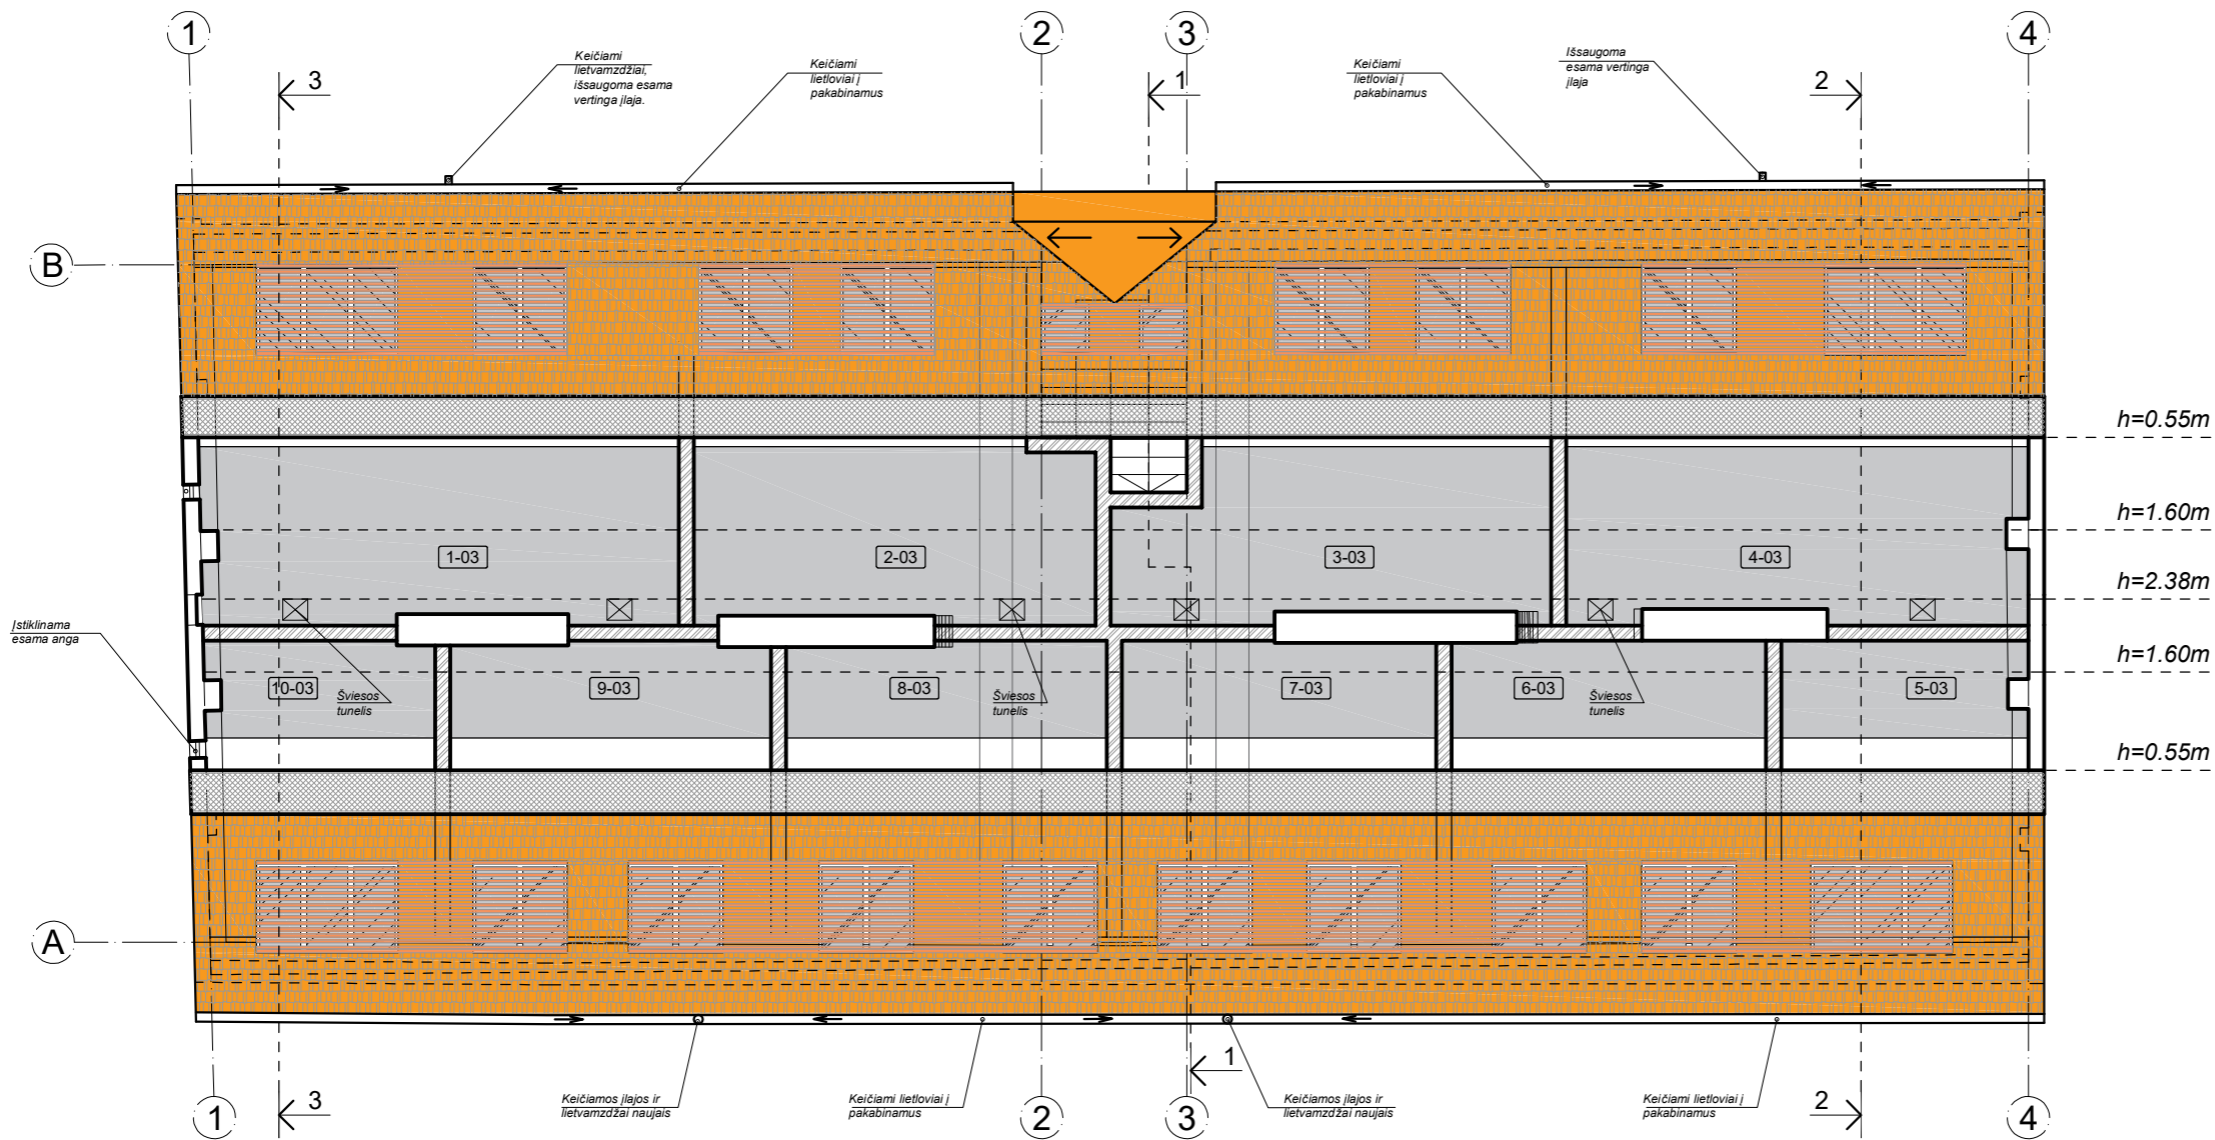 1
2
3
4
3
1
2
Keičiami
lietvamzdžiai,
išsaugoma esama
vertinga įlaja.
Keičiami
lietloviai į
pakabinamus
Keičiami
lietloviai į
pakabinamus
Išsaugoma
esama vertinga
įlaja
B
h=0.55m
h=1.60m
1-03
2-03
3-03
4-03
h=2.38m
Įstiklinama
esama anga
h=1.60m
10-03
9-03
8-03
7-03
6-03
5-03
Šviesos
tunelis
Šviesos
tunelis
Šviesos
tunelis
h=0.55m
A
1
3
2
Keičiamos įlajos ir
lietvamzdžai naujais
Keičiami lietloviai į
pakabinamus
Keičiamos įlajos ir
lietvamzdžai naujais
Keičiami lietloviai į
pakabinamus
1
2
3
4